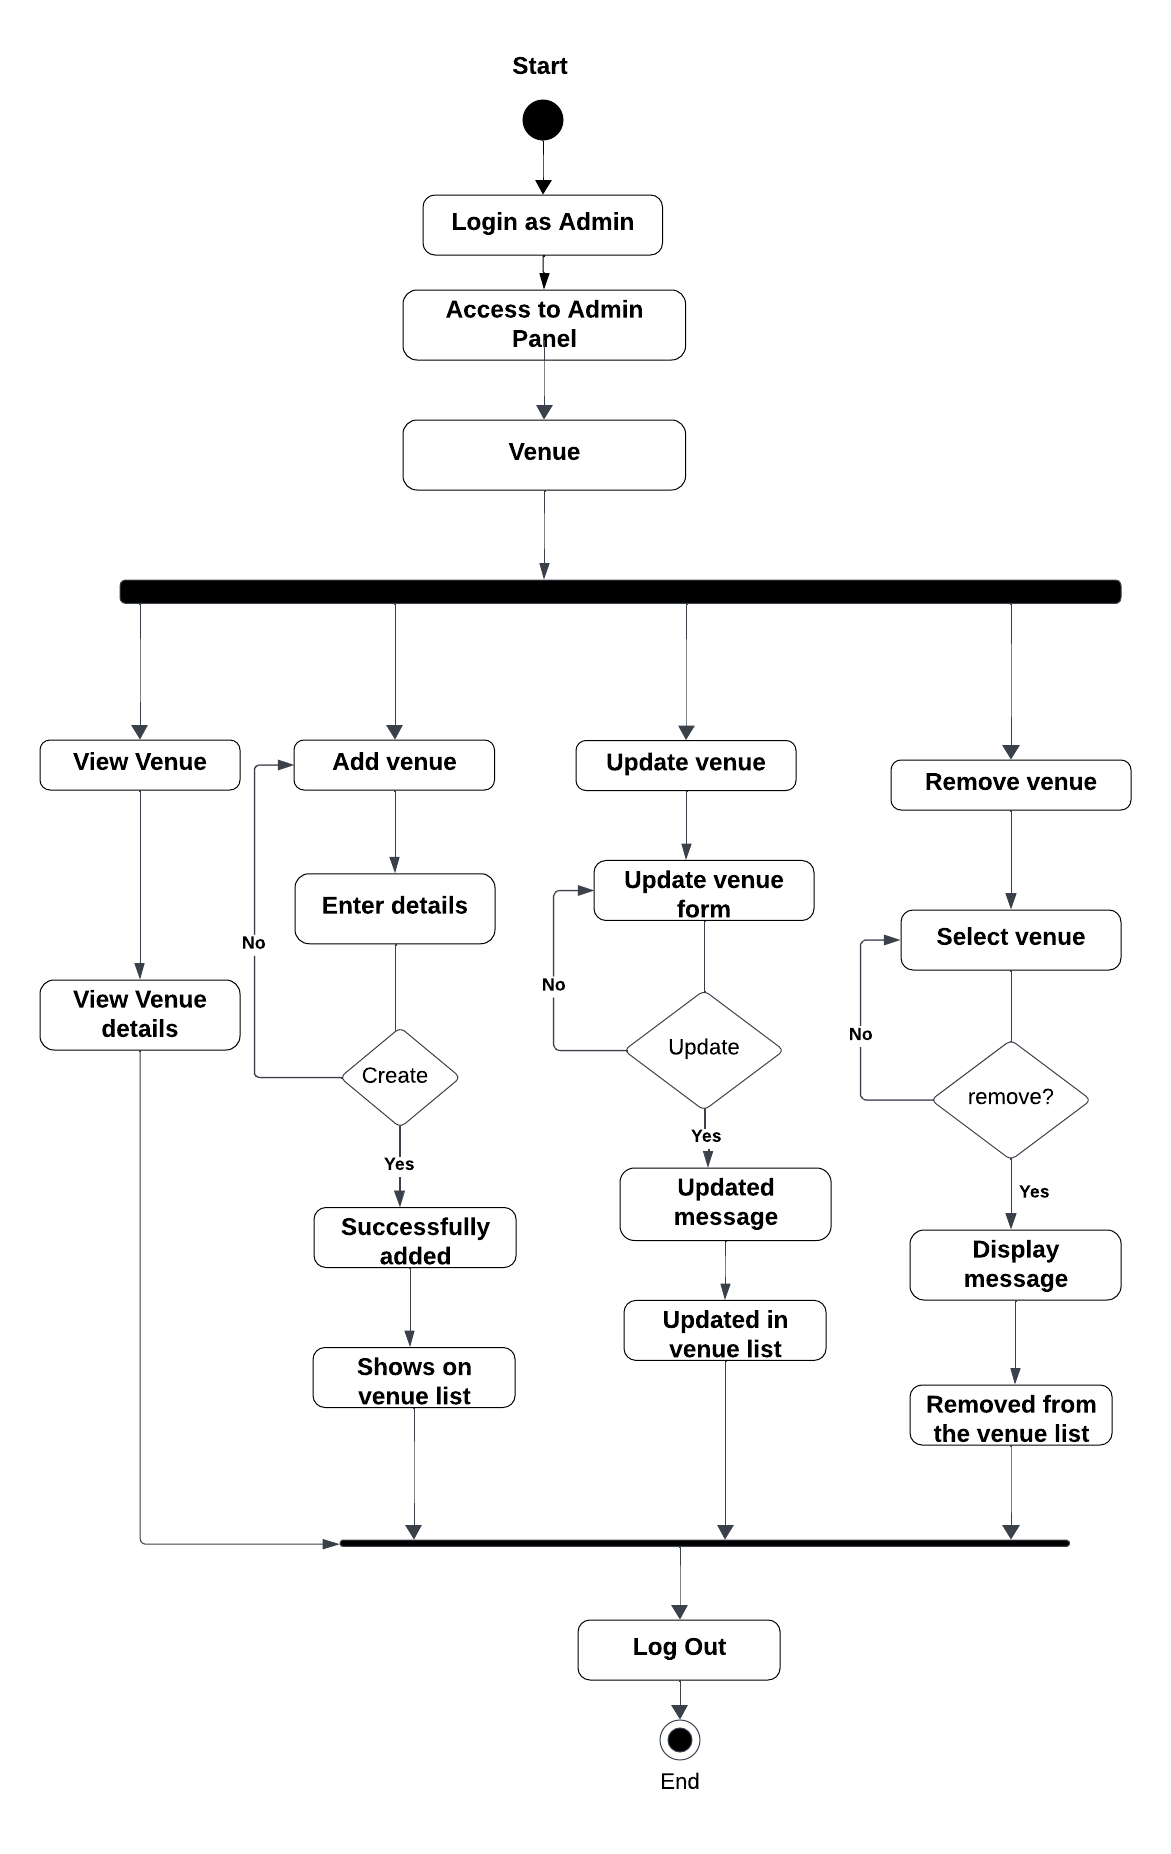 Start
Login as Admin
Access to Admin
Panel
Venue
View Venue
Add venue
Update venue
Remove venue
Update venue
form
Enter details
Select venue
No
No
No
View Venue
details
Create
Update
remove?
Yes
Yes
Yes
Successfully
added
Updated
message
Display
message
Shows on
venue list
Updated in
venue list
Removed from
the venue list
Log Out
End